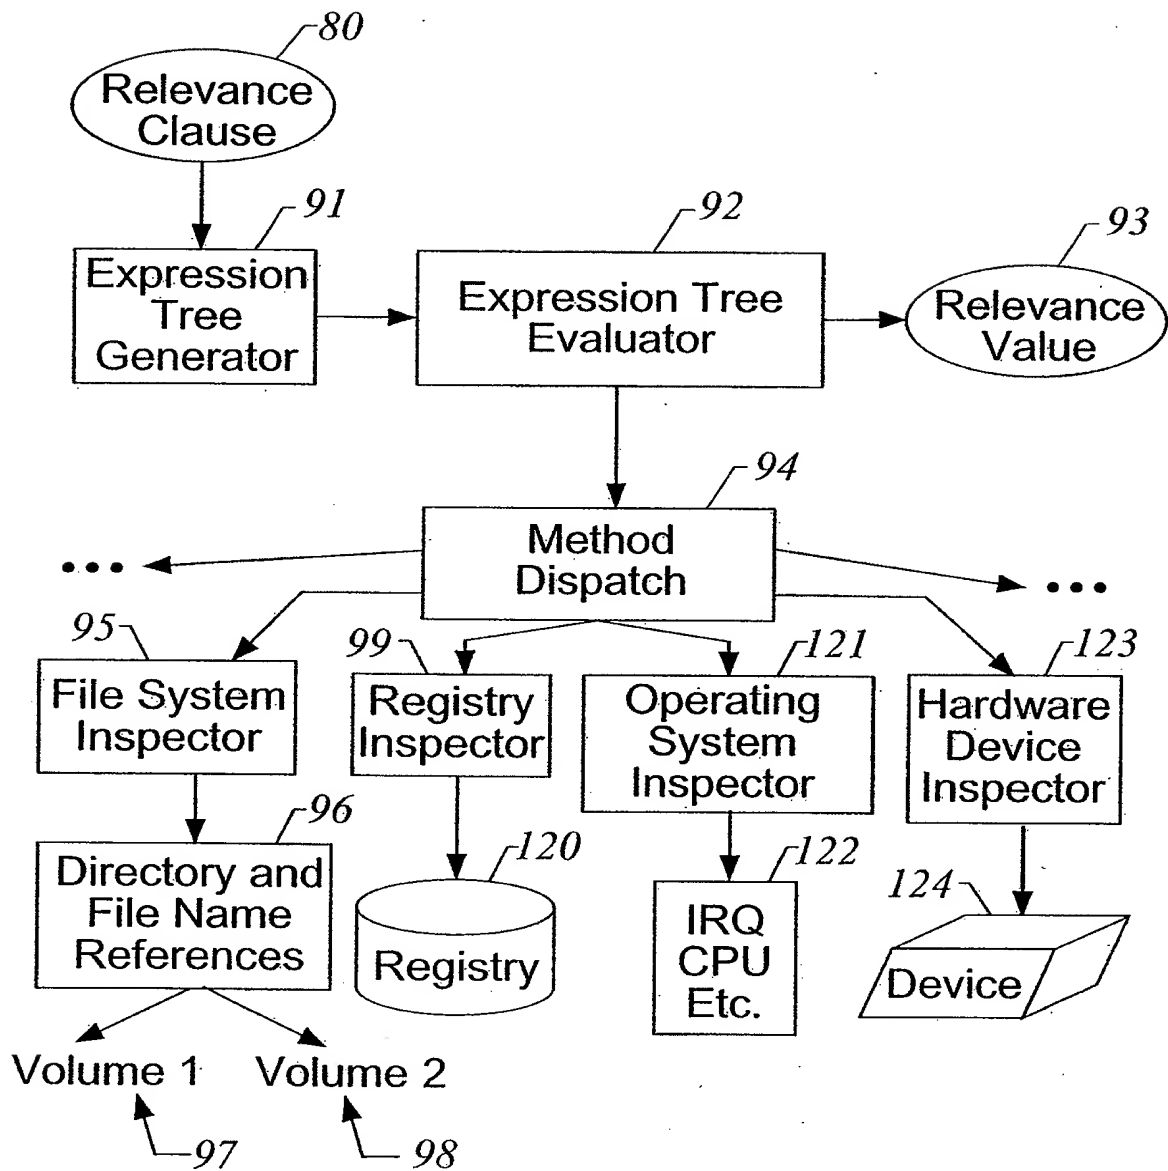 80
Relevance
Clause
91
92
93
Expression
Tree
Generator
Expression Tree
Evaluator
Relevance
Value
94
Method
Dispatch
•••
•••
95
99
121
123
File System
Inspector
Registry
Inspector
Operating
System
Inspector
Hardware
Device
Inspector
96
120
122
124
Directory and
File Name
References
Registry
IRQ
CPU
Etc.
Device
Volume 1
Volume 2
97
98